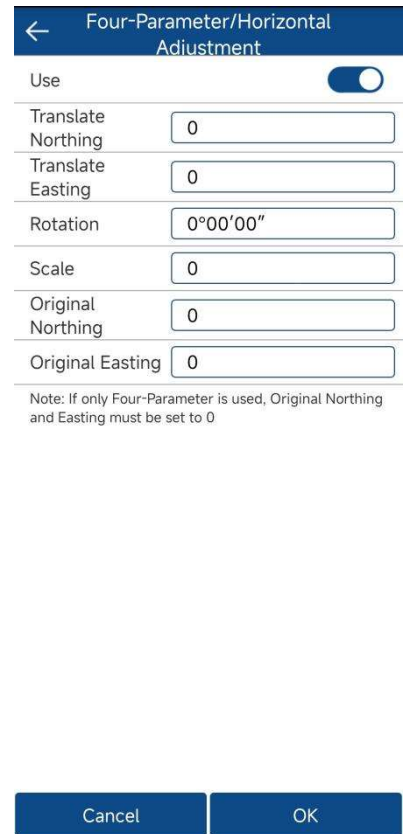 Four-Parameter/Horizontal
Adjustment
Use
Translate
Northing
0
Translate
Easting
0
Rotation
0°00′00″
Scale
0
Original
Northing
0
Original Easting
0
Note: If only Four-Parameter is used, Original Northing
and Easting must be set to 0
Cancel
OK